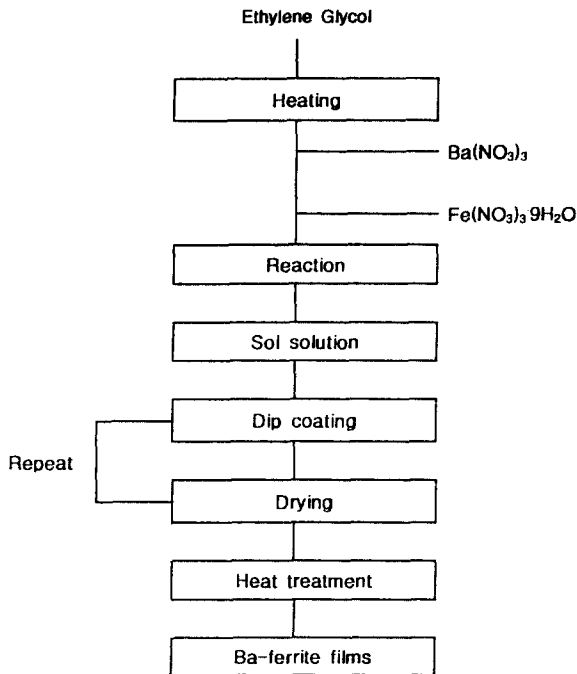 Ethylene Glycol
Heating
Ba(NO₃)₃
Fe(NO₃)₃ 9H₂O
Reaction
Sol solution
Dip coating
Repeat
Drying
Heat treatment
Ba-ferrite films